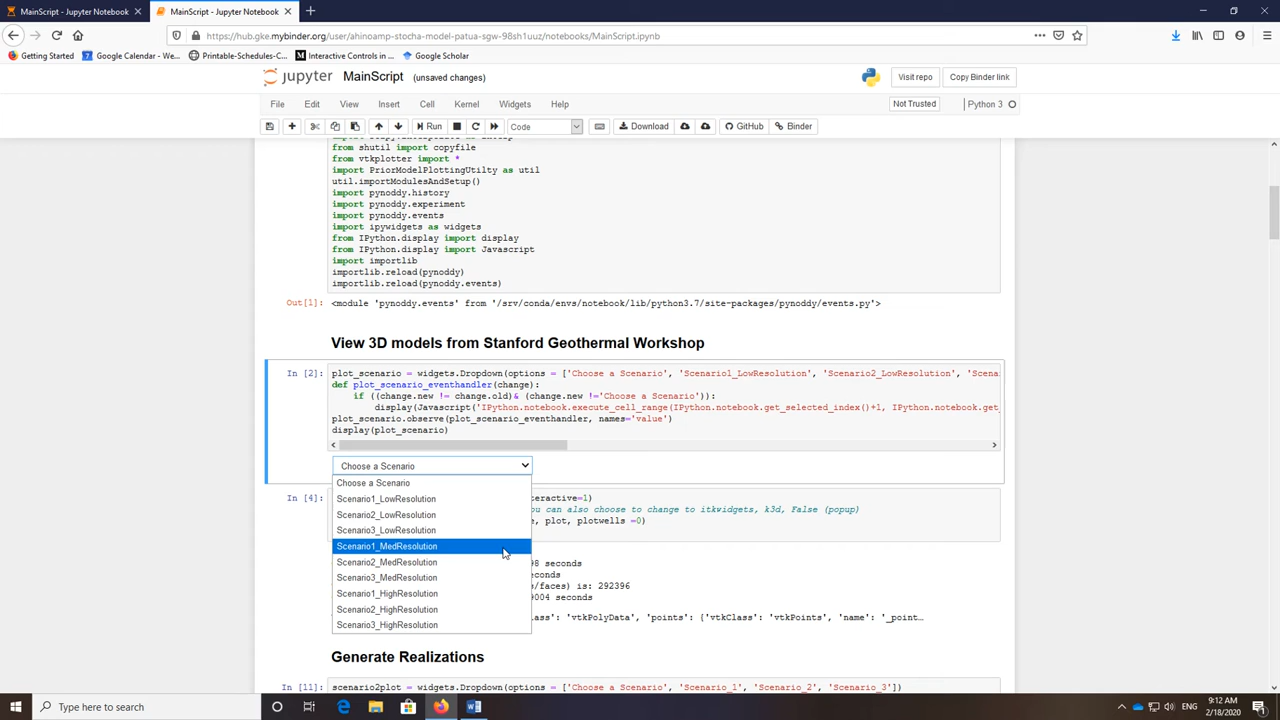 MainScript - Jupyter Notebook
MainScript - Jupyter Notebook
https://hub.gke.mybinder.org/user/ahinoamp-stocha-model-patua-sgw-98sh1uuz/notebooks/MainScript.ipynb
Getting Started
Google Calendar - We...
Printable-Schedules-C...
Interactive Controls in...
Google Scholar
jupyter MainScript (unsaved changes)
Visit repo
Copy Binder link
File Edit View Insert Cell Kernel Widgets Help
Not Trusted
Python 3
Run
Code
Download
GitHub
Binder
from shutil import copyfile
from vtkplotter import *
import PriorModelPlottingUtilty as util
util.importModulesAndSetup()
import pynoddy.history
import pynoddy.experiment
import pynoddy.events
import ipywidgets as widgets
from IPython.display import display
from IPython.display import Javascript
import importlib
importlib.reload(pynoddy)
importlib.reload(pynoddy.events)
Out[1]: <module 'pynoddy.events' from '/srv/conda/envs/notebook/lib/python3.7/site-packages/pynoddy/events.py'>
View 3D models from Stanford Geothermal Workshop
In [2]: plot_scenario = widgets.Dropdown(options = ['Choose a Scenario', 'Scenario1_LowResolution', 'Scenario2_LowResolution', 'Scena
def plot_scenario_eventhandler(change):
if ((change.new != change.old)& (change.new !='Choose a Scenario')):
display(Javascript('IPython.notebook.execute_cell_range(IPython.notebook.get_selected_index()+1, IPython.notebook.get_
plot_scenario.observe(plot_scenario_eventhandler, names='value')
display(plot_scenario)
Choose a Scenario
Choose a Scenario
Scenario1_LowResolution
Scenario2_LowResolution
Scenario3_LowResolution
Scenario1_MedResolution
Scenario2_MedResolution
Scenario3_MedResolution
Scenario1_HighResolution
Scenario2_HighResolution
Scenario3_HighResolution
In [4]: teractive=1)
ou can also choose to change to itkwidgets, k3d, False (popup)
e, plot, plotwells =0)
98 seconds
econds
s/faces) is: 292396
9004 seconds
lass': 'vtkPolyData', 'points': {'vtkClass': 'vtkPoints', 'name': '_point…
Generate Realizations
In [11]: scenario2plot = widgets.Dropdown(options = ['Choose a Scenario', 'Scenario_1', 'Scenario_2', 'Scenario_3'])
Type here to search
9:12 AM
2/18/2020